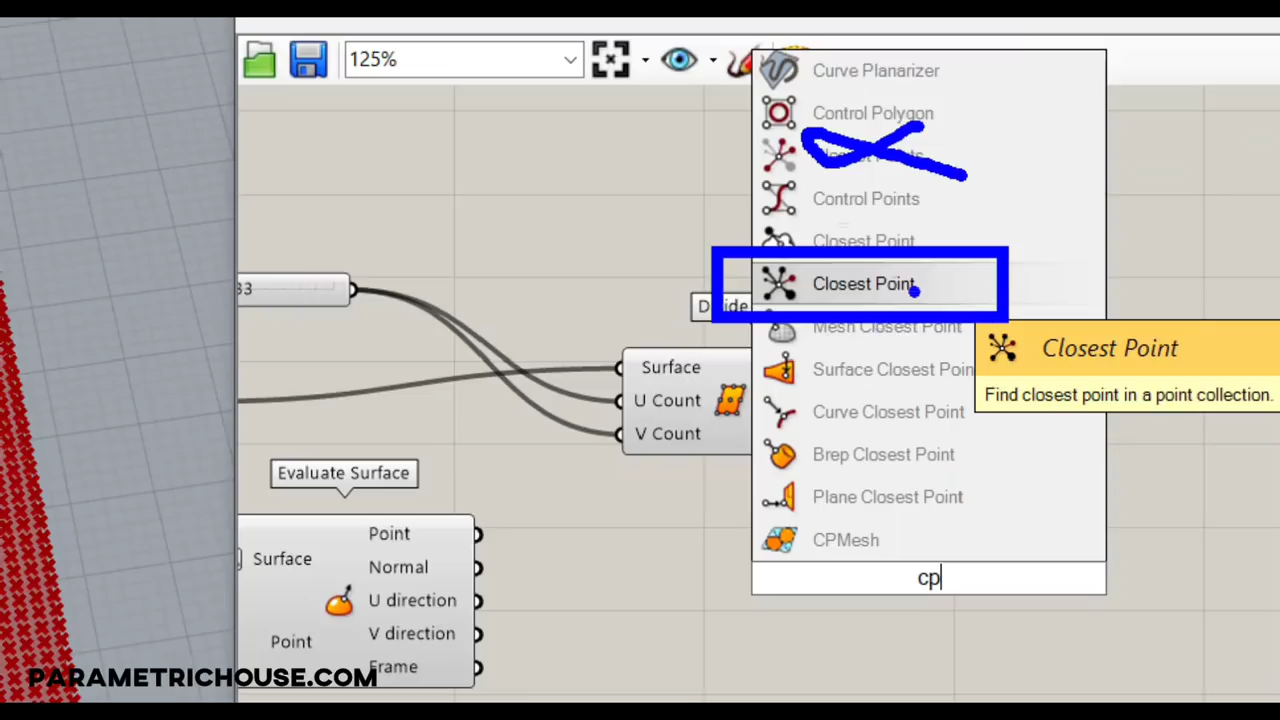 125%
Curve Planarizer
Control Polygon
Control Points
Closest Point
Closest Point
Mesh Closest Point
Surface Closest Poin
Curve Closest Point
Brep Closest Point
Plane Closest Point
CPMesh
cp
Closest Point
Find closest point in a point collection.
33
Surface
U Count
V Count
Evaluate Surface
Surface
Point
Point
Normal
U direction
V direction
Frame
PARAMETRICHOUSE.COM